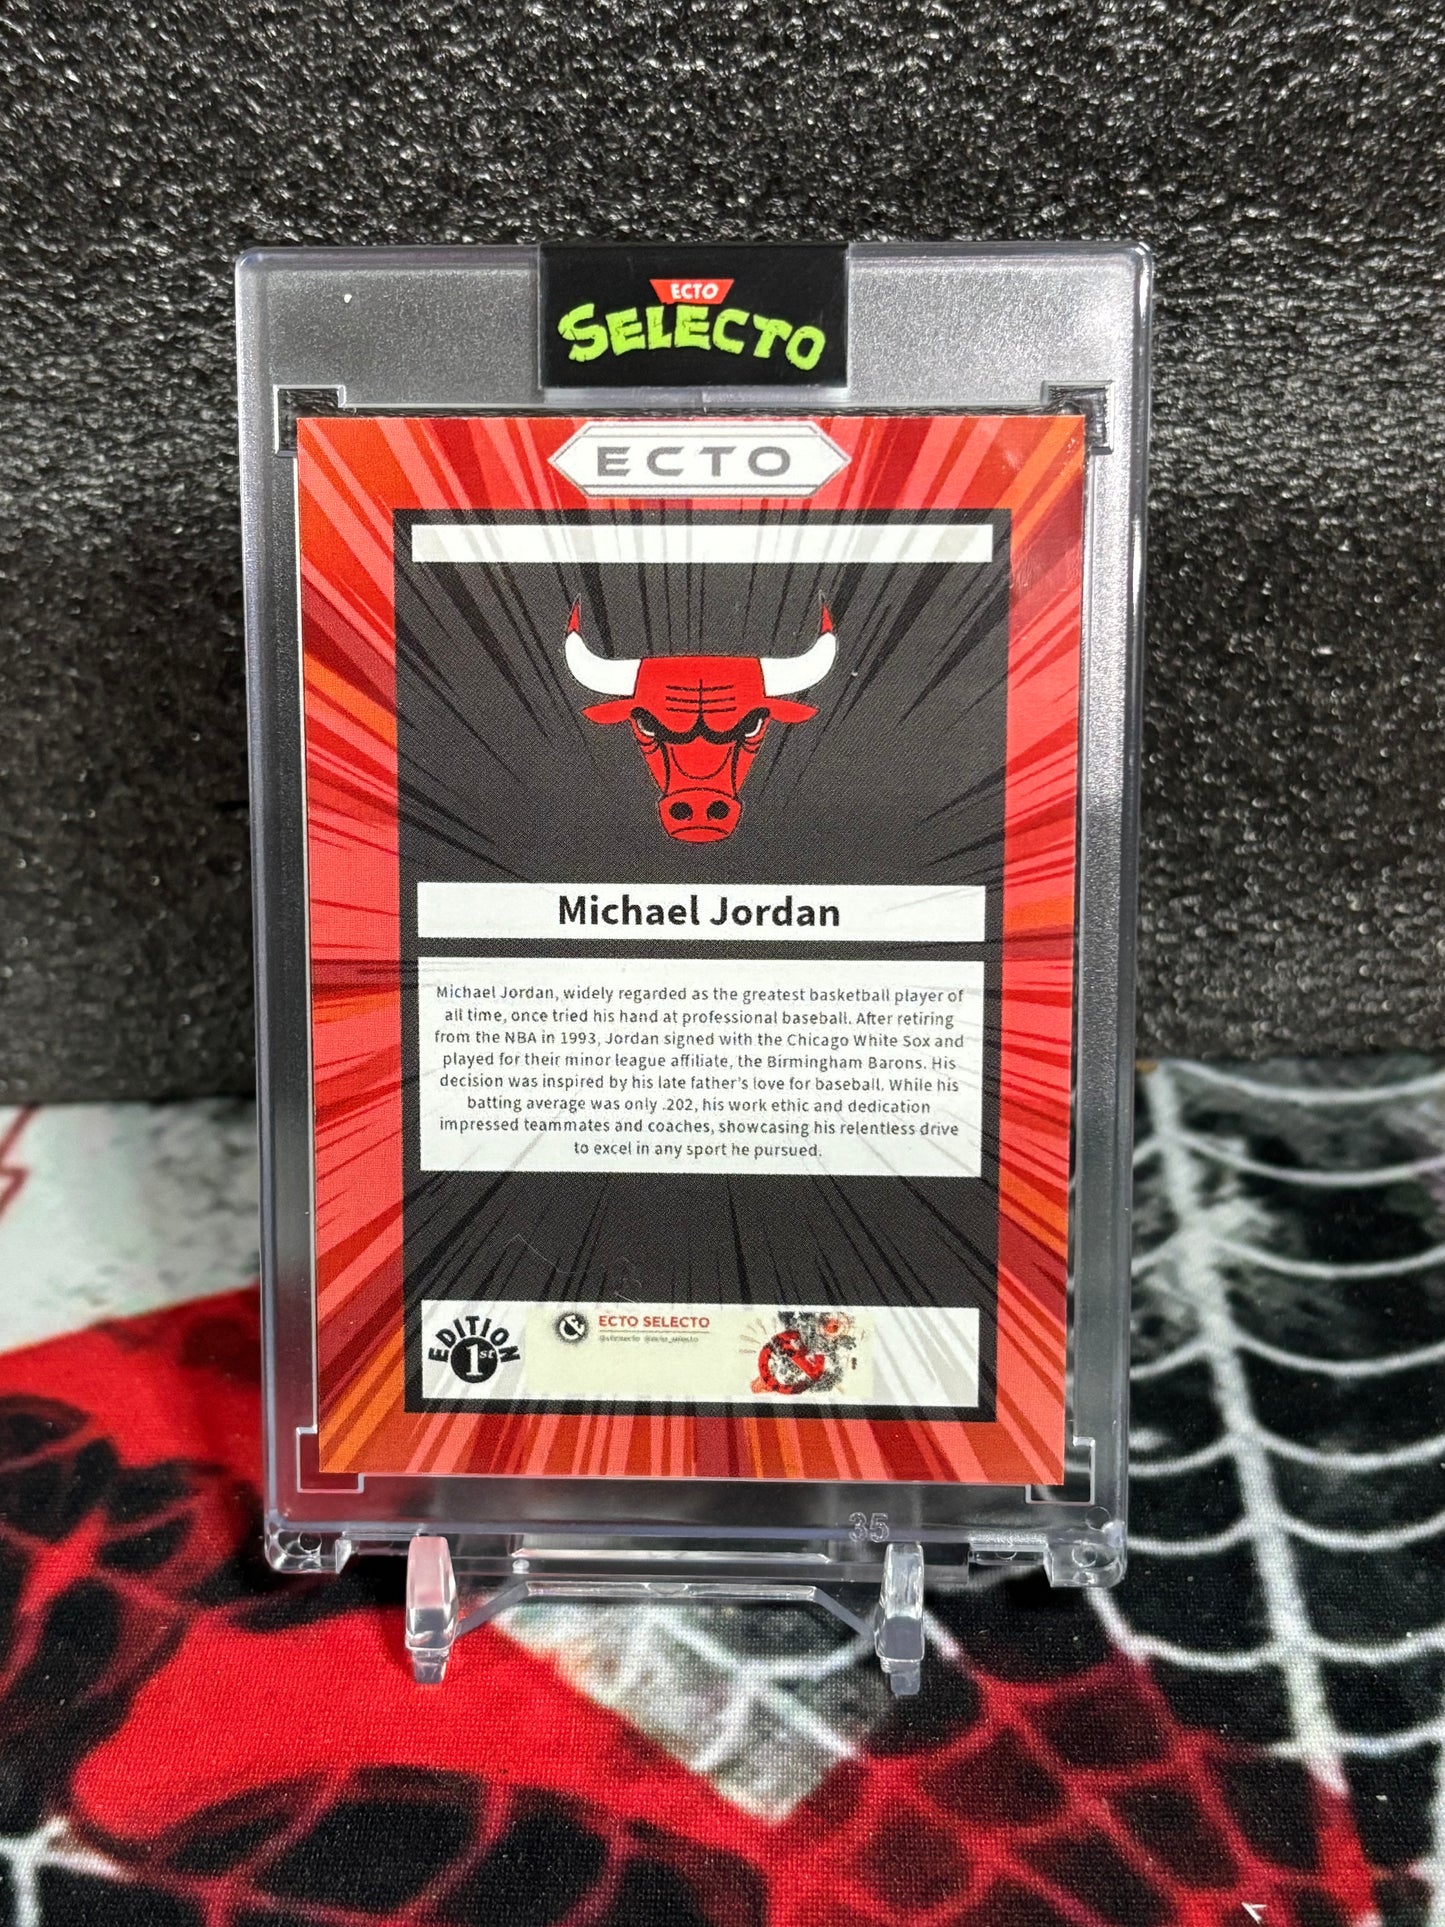 ECTO
SELECTO
ECTO
Michael Jordan
Michael Jordan, widely regarded as the greatest basketball player of
all time, once tried his hand at professional baseball. After retiring
from the NBA in 1993, Jordan signed with the Chicago White Sox and
played for their minor league affiliate, the Birmingham Barons. His
decision was inspired by his late father's love for baseball. While his
batting average was only .202, his work ethic and dedication
impressed teammates and coaches, showcasing his relentless drive
to excel in any sport he pursued.
EDITION
1st
ECTO SELECTO
35